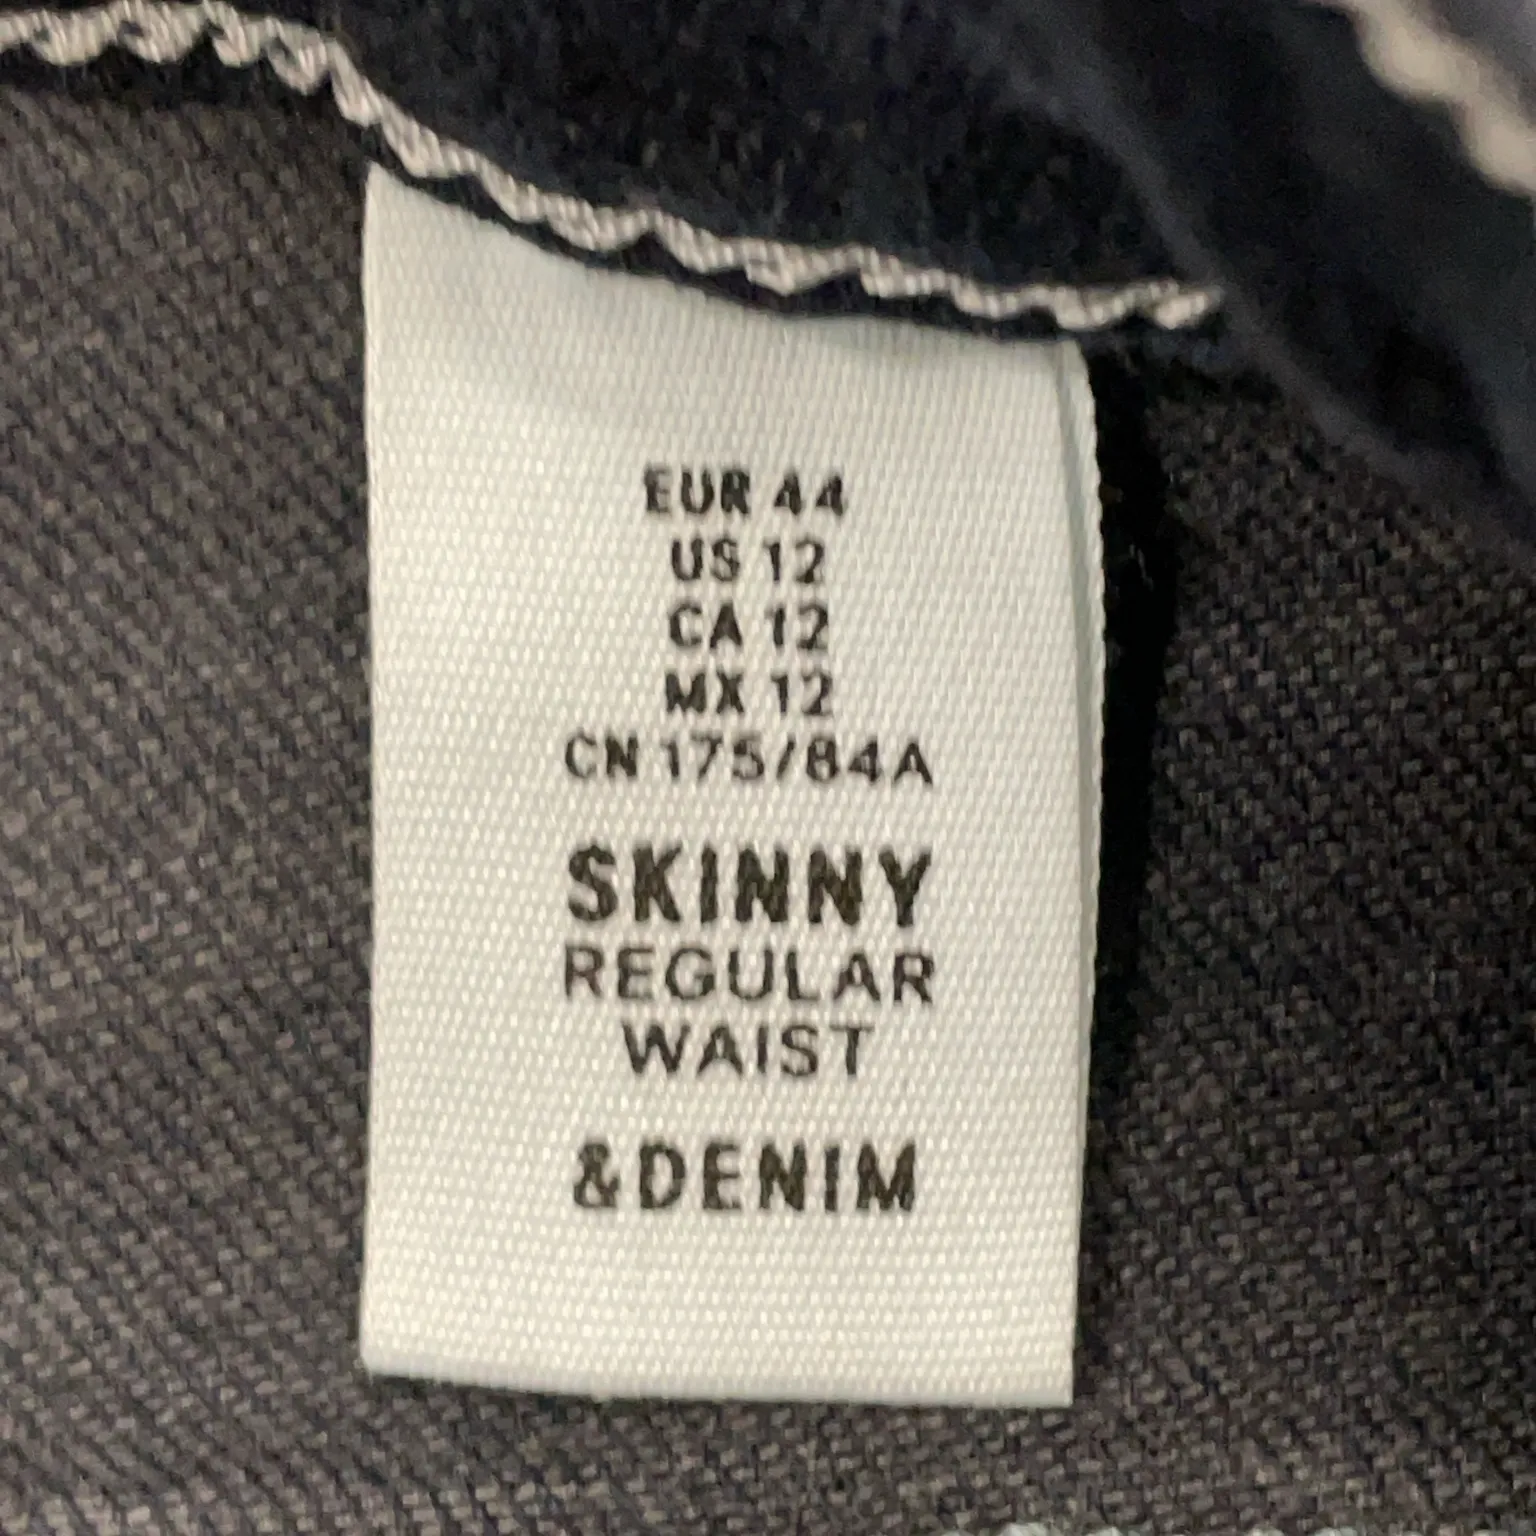 EUR 44
US 12
CA 12
MX 12
CN 175/84A
SKINNY
REGULAR
WAIST
&DENIM